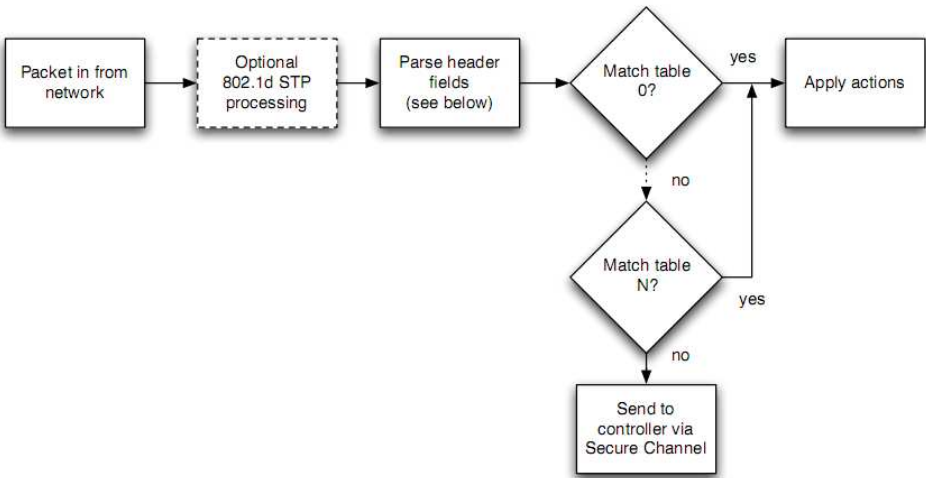 Packet in from
network
Optional
802.1d STP
processing
Parse header
fields
(see below)
Match table
0?
yes
Apply actions
no
Match table
N?
yes
no
Send to
controller via
Secure Channel